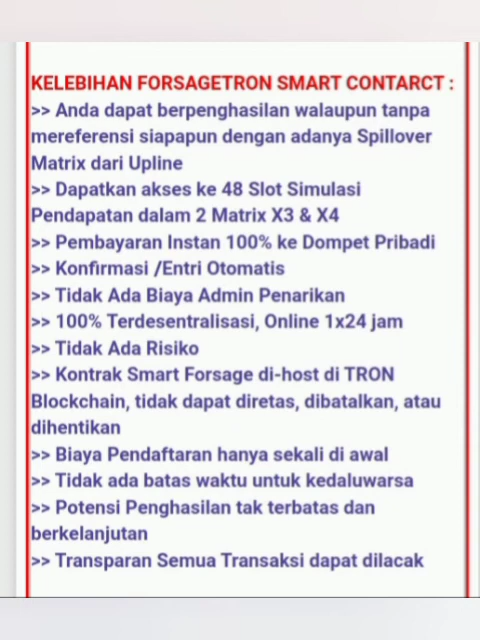 KELEBIHAN FORSAGETRON SMART CONTARCT :
>> Anda dapat berpenghasilan walaupun tanpa
mereferensi siapapun dengan adanya Spillover
Matrix dari Upline
>> Dapatkan akses ke 48 Slot Simulasi
Pendapatan dalam 2 Matrix X3 & X4
>> Pembayaran Instan 100% ke Dompet Pribadi
>> Konfirmasi /Entri Otomatis
>> Tidak Ada Biaya Admin Penarikan
>> 100% Terdesentralisasi, Online 1x24 jam
>> Tidak Ada Risiko
>> Kontrak Smart Forsage di-host di TRON
Blockchain, tidak dapat diretas, dibatalkan, atau
dihentikan
>> Biaya Pendaftaran hanya sekali di awal
>> Tidak ada batas waktu untuk kedaluwarsa
>> Potensi Penghasilan tak terbatas dan
berkelanjutan
>> Transparan Semua Transaksi dapat dilacak